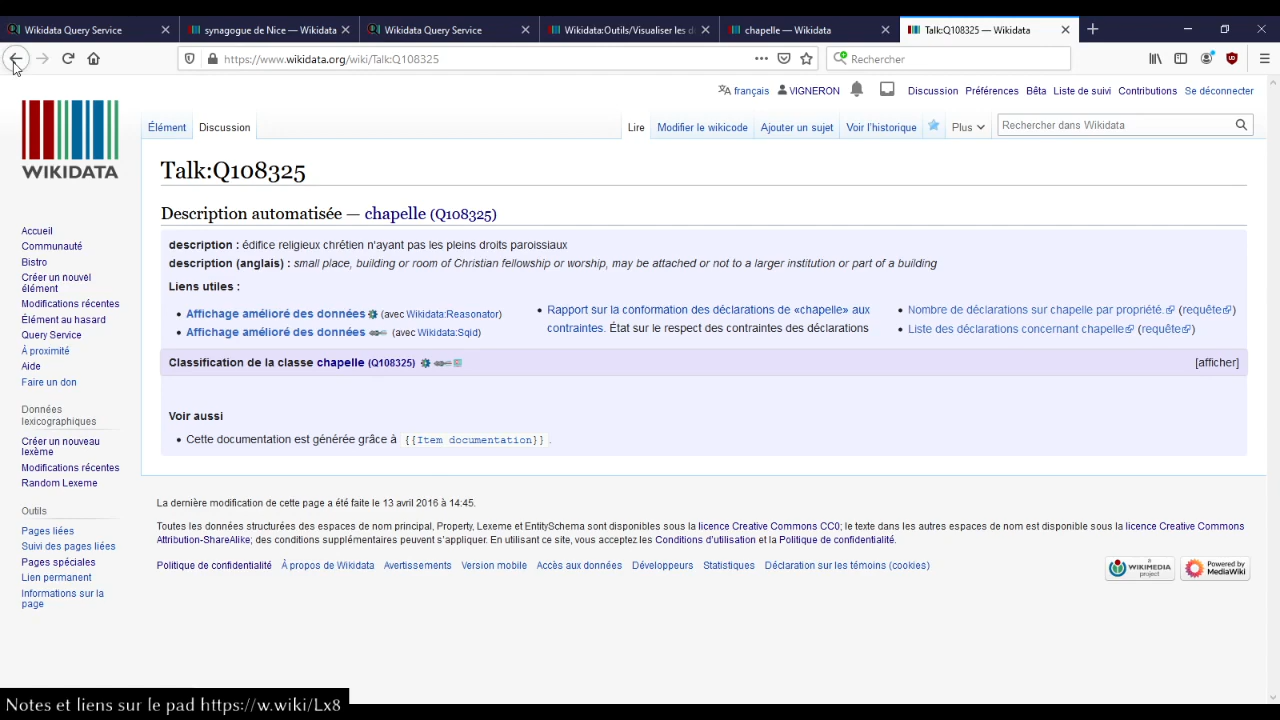 Wikidata Query Service
synagogue de Nice — Wikidata
Wikidata Query Service
Wikidata:Outils/Visualiser les d
chapelle — Wikidata
Talk:Q108325 — Wikidata
https://www.wikidata.org/wiki/Talk:Q108325
Rechercher
français VIGNERON Discussion Préférences Bêta Liste de suivi Contributions Se déconnecter
Élément Discussion Lire Modifier le wikicode Ajouter un sujet Voir l'historique Plus Rechercher dans Wikidata
WIKIDATA
Talk:Q108325
Description automatisée — chapelle (Q108325)
description : édifice religieux chrétien n'ayant pas les pleins droits paroissiaux
description (anglais) : small place, building or room of Christian fellowship or worship, may be attached or not to a larger institution or part of a building
Liens utiles :
• Affichage amélioré des données (avec Wikidata:Reasonator)
• Affichage amélioré des données (avec Wikidata:Sqid)
• Rapport sur la conformation des déclarations de «chapelle» aux
contraintes. État sur le respect des contraintes des déclarations
• Nombre de déclarations sur chapelle par propriété. (requête)
• Liste des déclarations concernant chapelle (requête)
Classification de la classe chapelle (Q108325) [afficher]
Voir aussi
• Cette documentation est générée grâce à {{Item documentation}} .
Accueil
Communauté
Bistro
Créer un nouvel
élément
Modifications récentes
Élément au hasard
Query Service
À proximité
Aide
Faire un don
Données
lexicographiques
Créer un nouveau
lexème
Modifications récentes
Random Lexeme
Outils
Pages liées
Suivi des pages liées
Pages spéciales
Lien permanent
Informations sur la
page
La dernière modification de cette page a été faite le 13 avril 2016 à 14:45.
Toutes les données structurées des espaces de nom principal, Property, Lexeme et EntitySchema sont disponibles sous la licence Creative Commons CC0; le texte dans les autres espaces de nom est disponible sous la licence Creative Commons
Attribution-ShareAlike; des conditions supplémentaires peuvent s'appliquer. En utilisant ce site, vous acceptez les Conditions d'utilisation et la Politique de confidentialité.
Politique de confidentialité À propos de Wikidata Avertissements Version mobile Accès aux données Développeurs Statistiques Déclaration sur les témoins (cookies)
A
WIKIMEDIA
project
Powered by
MediaWiki
Notes et liens sur le pad https://w.wiki/Lx8